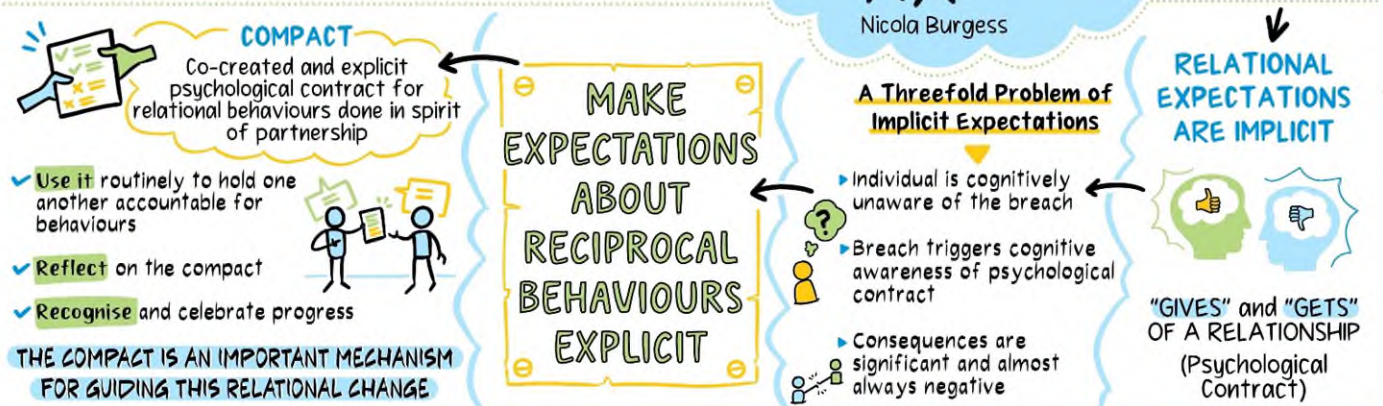 Nicola Burgess
RELATIONAL
EXPECTATIONS
ARE IMPLICIT
"GIVES" and "GETS"
OF A RELATIONSHIP
(Psychological
Contract)
A Threefold Problem of
Implicit Expectations
Individual is cognitively
unaware of the breach
?
Breach triggers cognitive
awareness of psychological
contract
Consequences are
significant and almost
always negative
MAKE
EXPECTATIONS
ABOUT
RECIPROCAL
BEHAVIOURS
EXPLICIT
COMPACT
Co-created and explicit
psychological contract for
relational behaviours done in spirit
of partnership
Use it routinely to hold one
another accountable for
behaviours
Reflect on the compact
Recognise and celebrate progress
THE COMPACT IS AN IMPORTANT MECHANISM
FOR GUIDING THIS RELATIONAL CHANGE